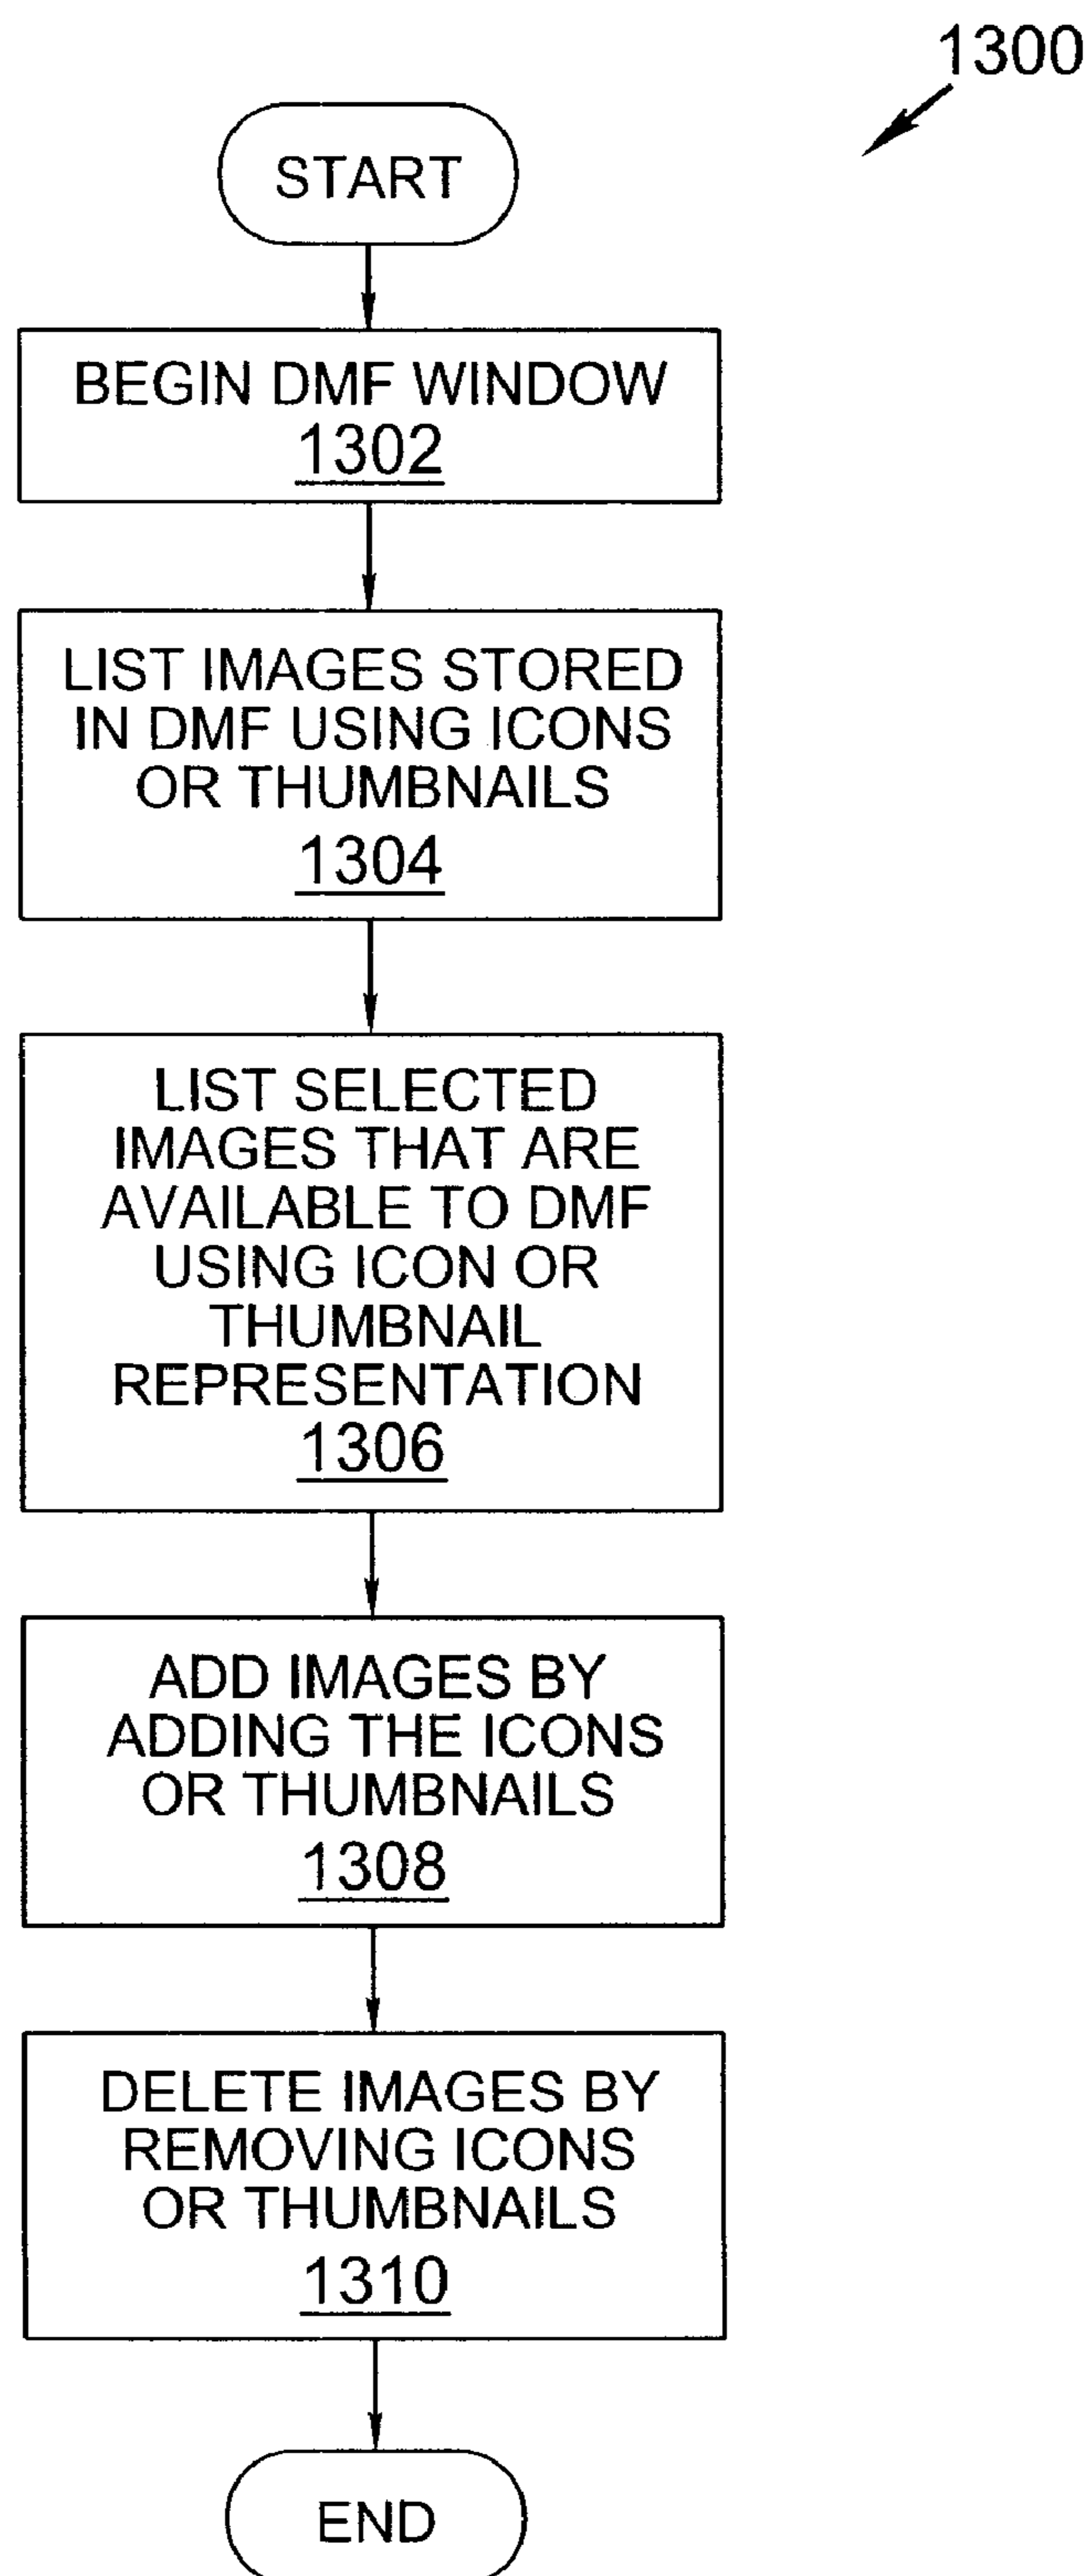 1300
START
BEGIN DMF WINDOW
1302
LIST IMAGES STORED
IN DMF USING ICONS
OR THUMBNAILS
1304
LIST SELECTED
IMAGES THAT ARE
AVAILABLE TO DMF
USING ICON OR
THUMBNAIL
REPRESENTATION
1306
ADD IMAGES BY
ADDING THE ICONS
OR THUMBNAILS
1308
DELETE IMAGES BY
REMOVING ICONS
OR THUMBNAILS
1310
END